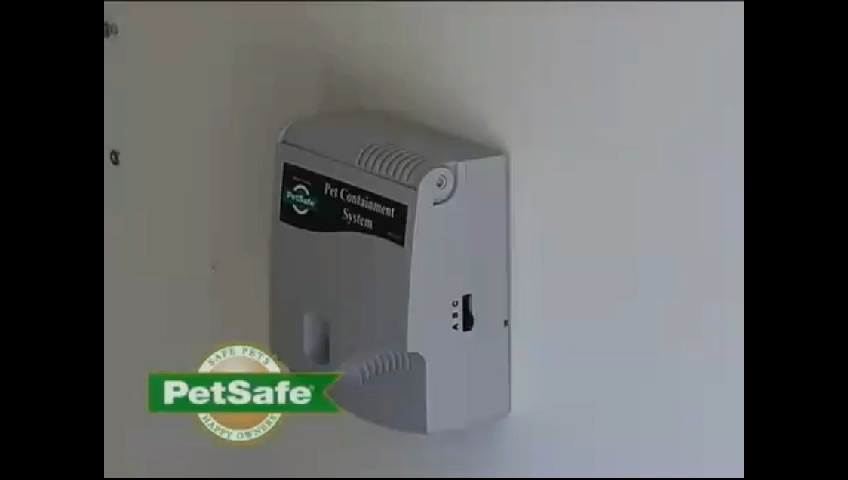 PetSafe
Pet Containment
System
A B C
SAFE PETS
PetSafe
HAPPY OWNERS